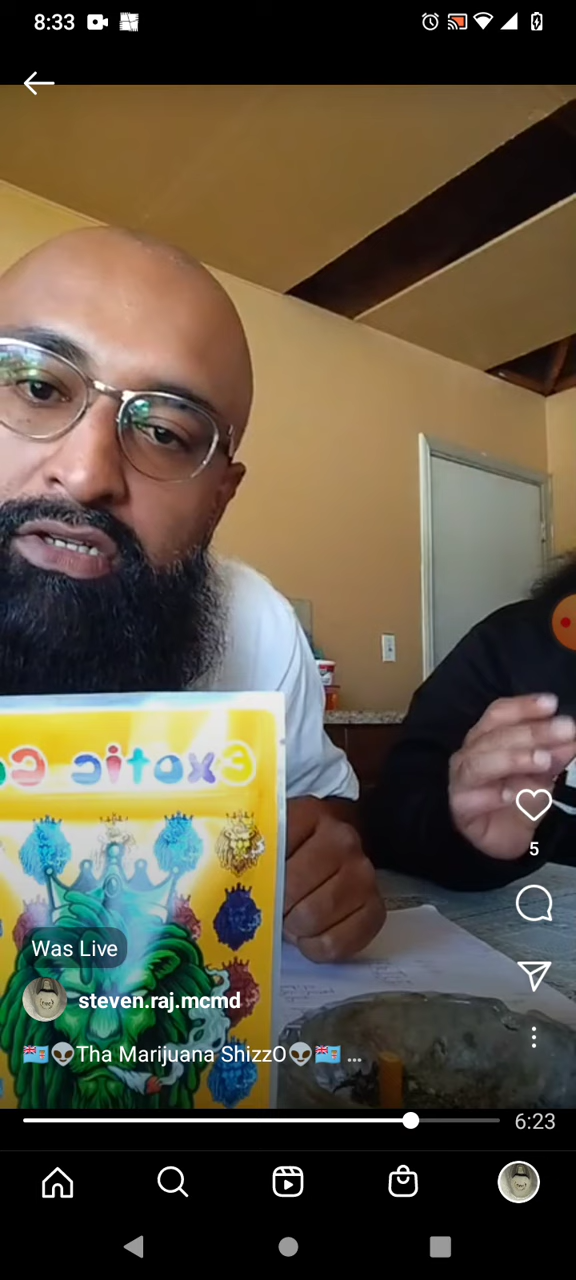 8:33
Exotic
Was Live
steven.raj.mcmd
🇫🇯👽Tha Marijuana ShizzO👽🇫🇯 ...
5
6:23